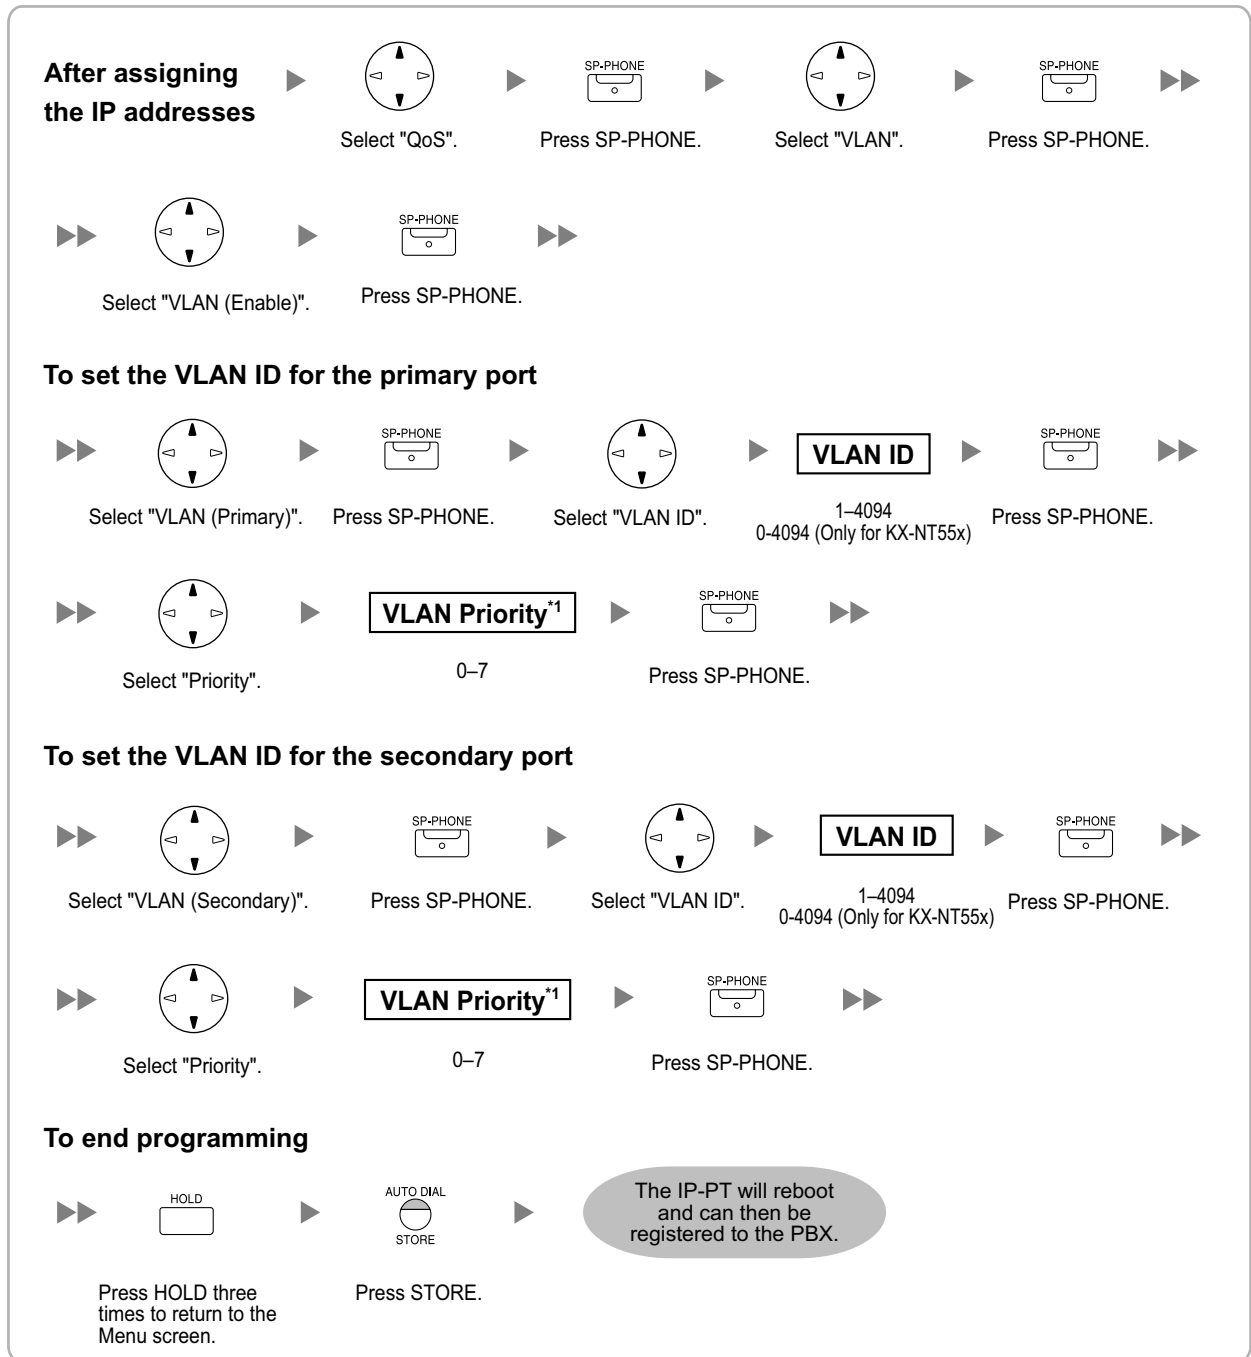 After assigning
the IP addresses
SP-PHONE
SP-PHONE
Select "QoS".
Press SP-PHONE.
Select "VLAN".
Press SP-PHONE.
SP-PHONE
Select "VLAN (Enable)".
Press SP-PHONE.
To set the VLAN ID for the primary port
SP-PHONE
VLAN ID
SP-PHONE
Select "VLAN (Primary)".
Press SP-PHONE.
Select "VLAN ID".
1–4094
0-4094 (Only for KX-NT55x)
Press SP-PHONE.
VLAN Priority*1
SP-PHONE
Select "Priority".
0–7
Press SP-PHONE.
To set the VLAN ID for the secondary port
SP-PHONE
VLAN ID
SP-PHONE
Select "VLAN (Secondary)".
Press SP-PHONE.
Select "VLAN ID".
1–4094
0-4094 (Only for KX-NT55x)
Press SP-PHONE.
VLAN Priority*1
SP-PHONE
Select "Priority".
0–7
Press SP-PHONE.
To end programming
HOLD
AUTO DIAL
STORE
The IP-PT will reboot
and can then be
registered to the PBX.
Press HOLD three
times to return to the
Menu screen.
Press STORE.